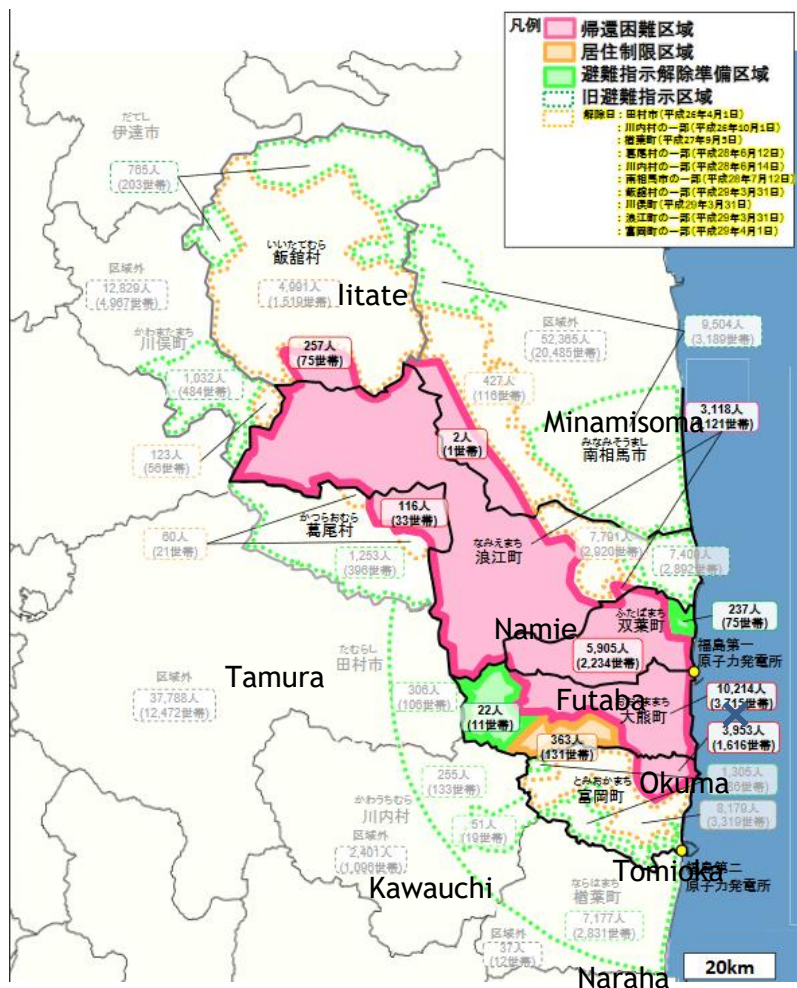 凡例
帰還困難区域
居住制限区域
避難指示解除準備区域
旧避難指示区域
解除日：田村市(平成26年4月1日)
：川内村の一部(平成26年10月1日)
：楢葉町(平成27年9月5日)
：葛尾村の一部(平成28年6月12日)
：川内村の一部(平成28年6月14日)
：南相馬市の一部(平成28年7月12日)
：飯舘村の一部(平成29年3月31日)
：川俣町(平成29年3月31日)
：浪江町の一部(平成29年3月31日)
：富岡町の一部(平成29年4月1日)
だてし
伊達市
765人
(203世帯)
いいたてむら
飯舘村
区域外
12,829人
(4,967世帯)
4,991人
(1,519世帯)
Iitate
かわまたまち
川俣町
区域外
52,365人
(20,485世帯)
9,504人
(3,189世帯)
257人
(75世帯)
1,032人
(484世帯)
427人
(116世帯)
Minamisoma
みなみそうまし
南相馬市
3,118人
121世帯)
2人
(1世帯)
123人
(56世帯)
116人
(33世帯)
かつらおむら
葛尾村
60人
(21世帯)
なみえまち
浪江町
7,791人
(2,920世帯)
(2,892世帯)
1,253人
(396世帯)
ふたばまち
双葉町
237人
(75世帯)
Namie
福島第一
原子力発電所
5,905人
(2,234世帯)
たむらし
田村市
Tamura
区域外
37,788人
(12,472世帯)
306人
(106世帯)
Futaba
大熊町
10,214人
(3,715世帯)
22人
(11世帯)
3,953人
(1,616世帯)
363人
(131世帯)
Okuma
1,305人
とみおかまち
富岡町
255人
(133世帯)
8,179人
(3,319世帯)
かわうちむら
川内村
51人
(19世帯)
区域外
2,401人
(1,096世帯)
Tomioka
福島第二
原子力発電所
Kawauchi
ならはまち
楢葉町
7,177人
(2,831世帯)
区域外
37人
(12世帯)
Naraha
20km